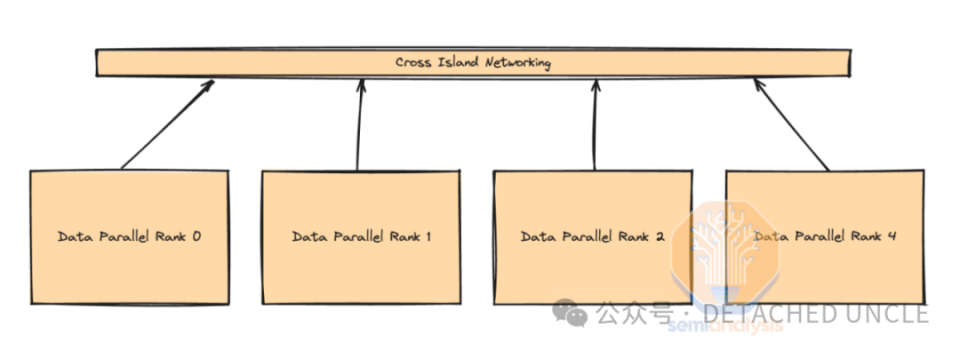 Cross Island Networking
Data Parallel Rank 0
Data Parallel Rank 1
Data Parallel Rank 2
Data Parallel Rank 4
公众号 · DETACHED UNCLE
semianalysis